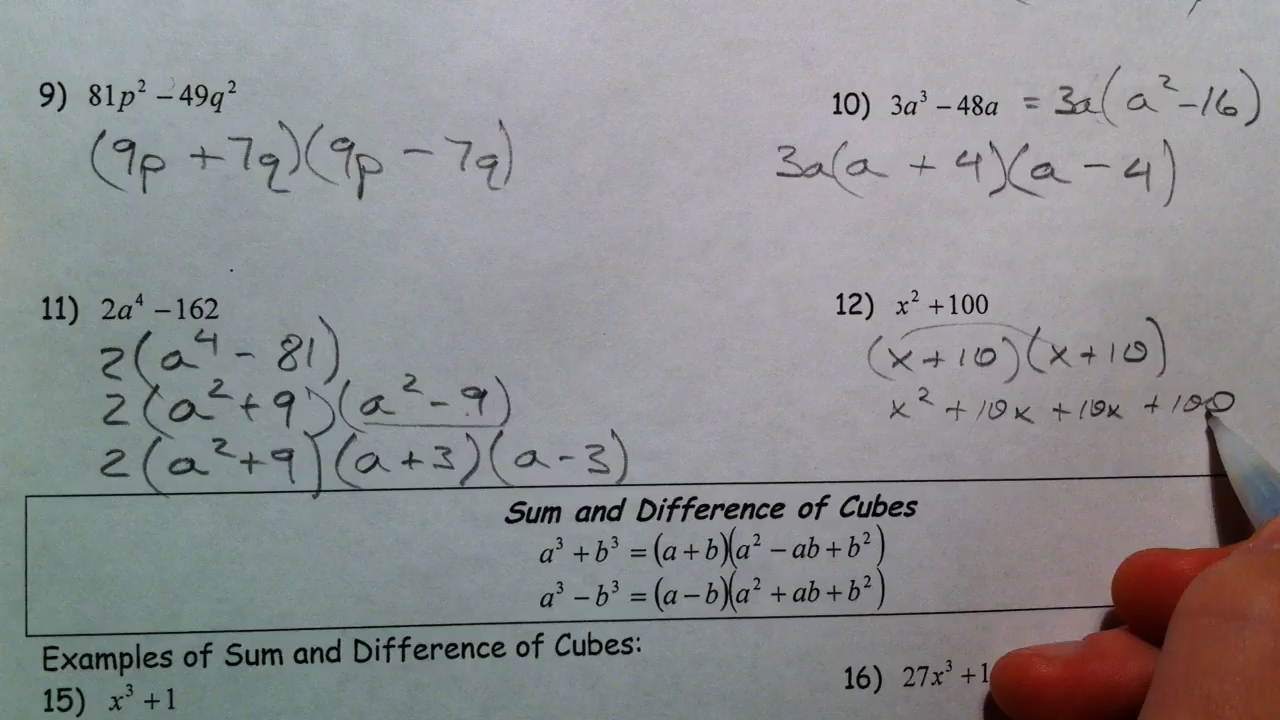 9) 81p² − 49q²
(9p + 7q)(9p − 7q)
10) 3a³ − 48a = 3a(a² − 16)
3a(a + 4)(a − 4)
11) 2a⁴ − 162
2(a⁴ − 81)
2(a² + 9)(a² − 9)
2(a² + 9)(a + 3)(a − 3)
12) x² + 100
(x + 10)(x + 10)
x² + 10x + 10x + 100
Sum and Difference of Cubes
a³ + b³ = (a + b)(a² − ab + b²)
a³ − b³ = (a − b)(a² + ab + b²)
Examples of Sum and Difference of Cubes:
15) x³ + 1
16) 27x³ + 1